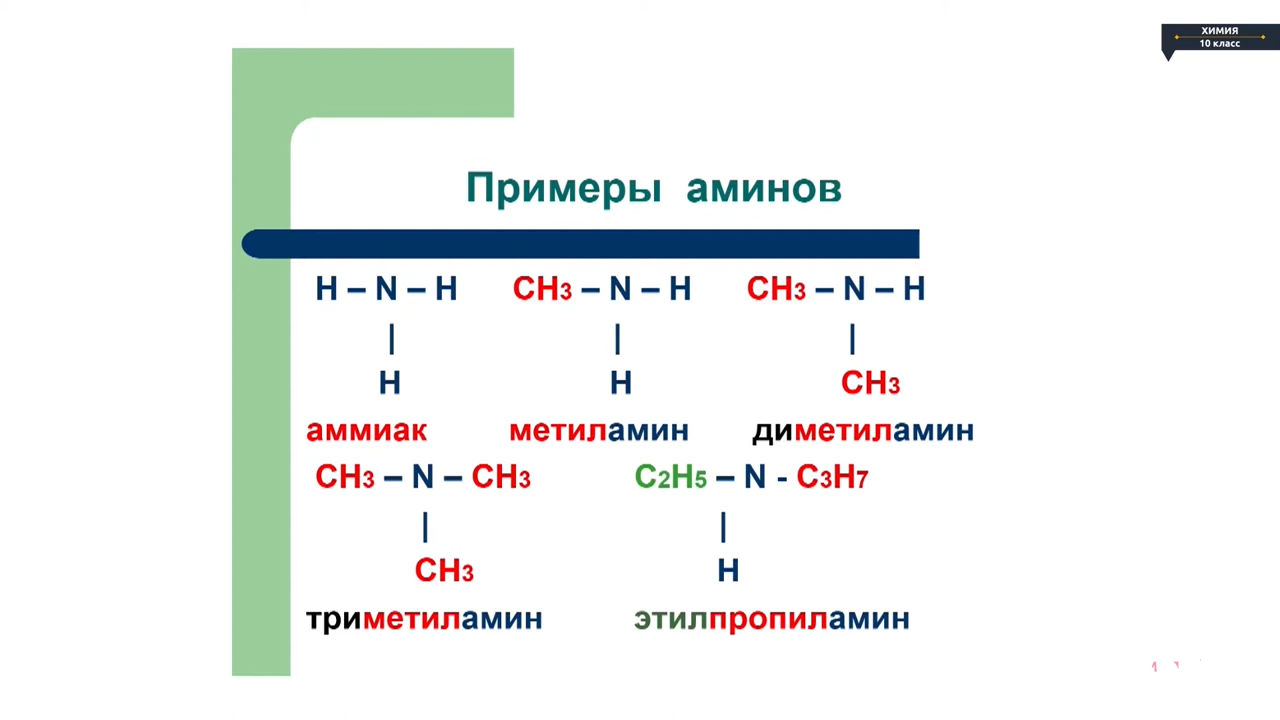 ХИМИЯ
10 класс
Примеры аминов
H – N – H CH3 – N – H CH3 – N – H
| | |
H H CH3
аммиак метиламин диметиламин
CH3 – N – CH3 C2H5 – N - C3H7
| |
CH3 H
триметиламин этилпропиламин